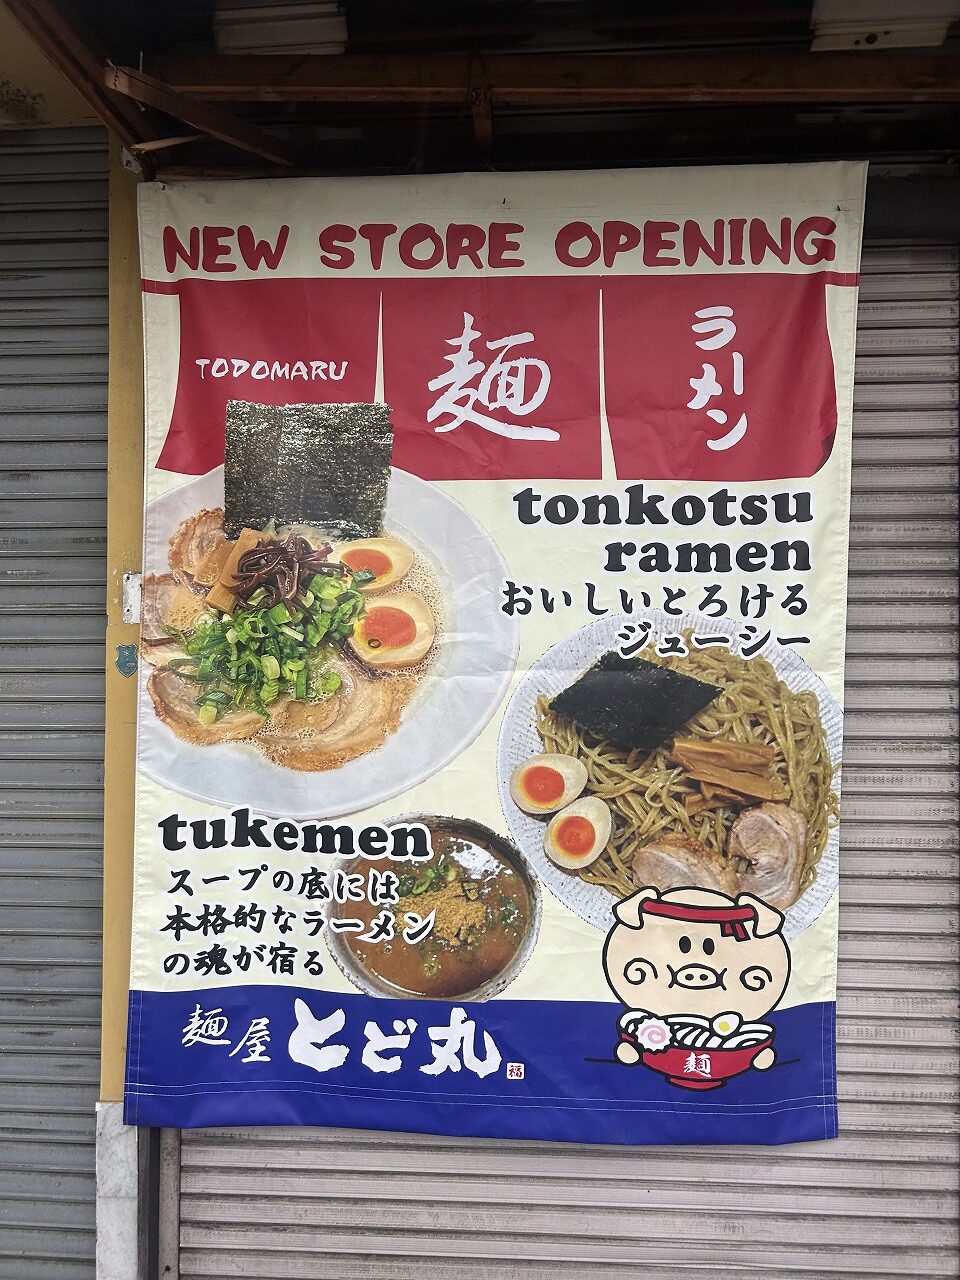 NEW STORE OPENING
TODOMARU
麺
ラーメン
tonkotsu
ramen
おいしいとろける
ジューシー
tukemen
スープの底には
本格的なラーメン
の魂が宿る
麺屋 とど丸
福
麺